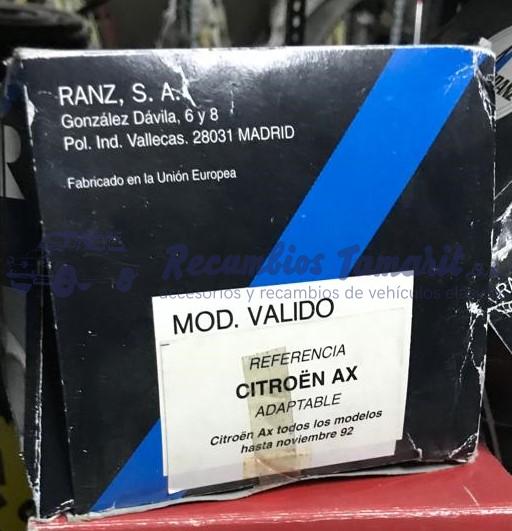 RANZ, S. A.
González Dávila, 6 y 8
Pol. Ind. Vallecas. 28031 MADRID
Fabricado en la Unión Europea
Recambios Tamarit
accesorios y recambios de vehículos
MOD. VALIDO
REFERENCIA
CITROËN AX
ADAPTABLE
Citroën Ax todos los modelos
hasta noviembre 92